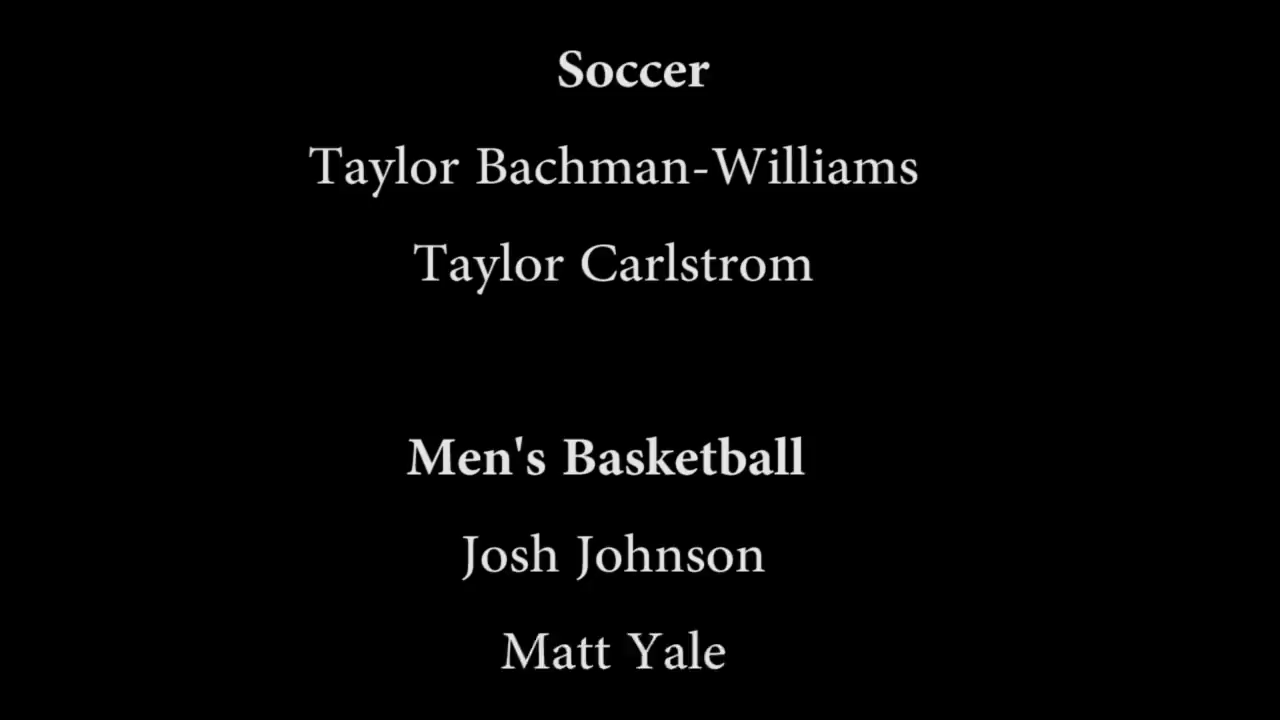 Soccer
Taylor Bachman-Williams
Taylor Carlstrom
Men's Basketball
Josh Johnson
Matt Yale